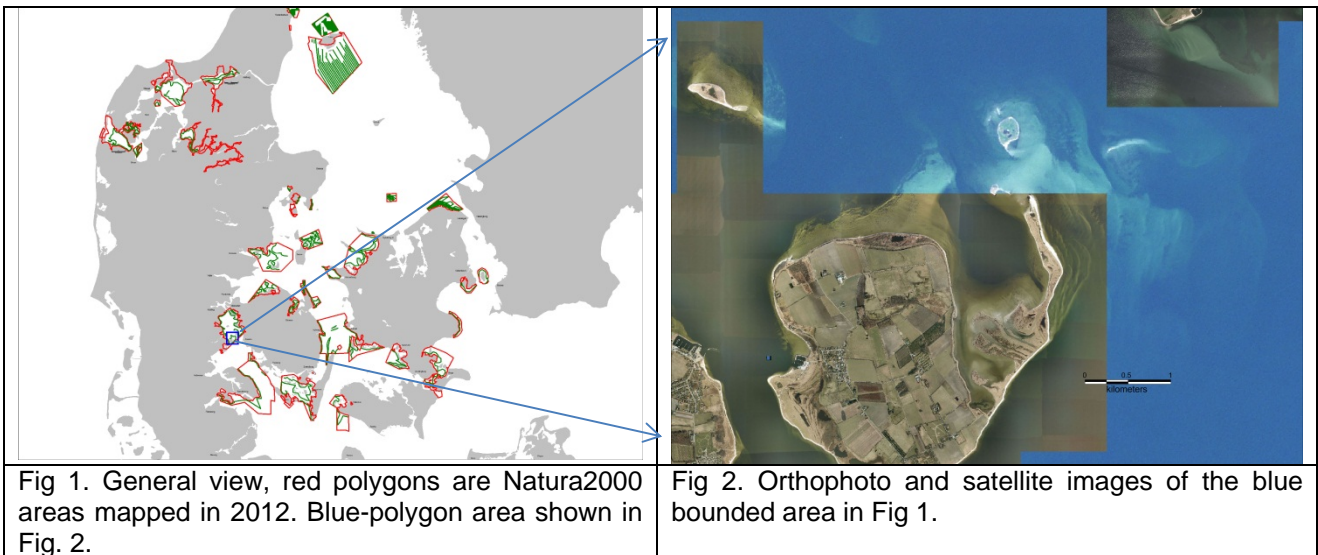 0 0.5 1
kilometers
Fig 1. General view, red polygons are Natura2000
areas mapped in 2012. Blue-polygon area shown in
Fig. 2.
Fig 2. Orthophoto and satellite images of the blue
bounded area in Fig 1.